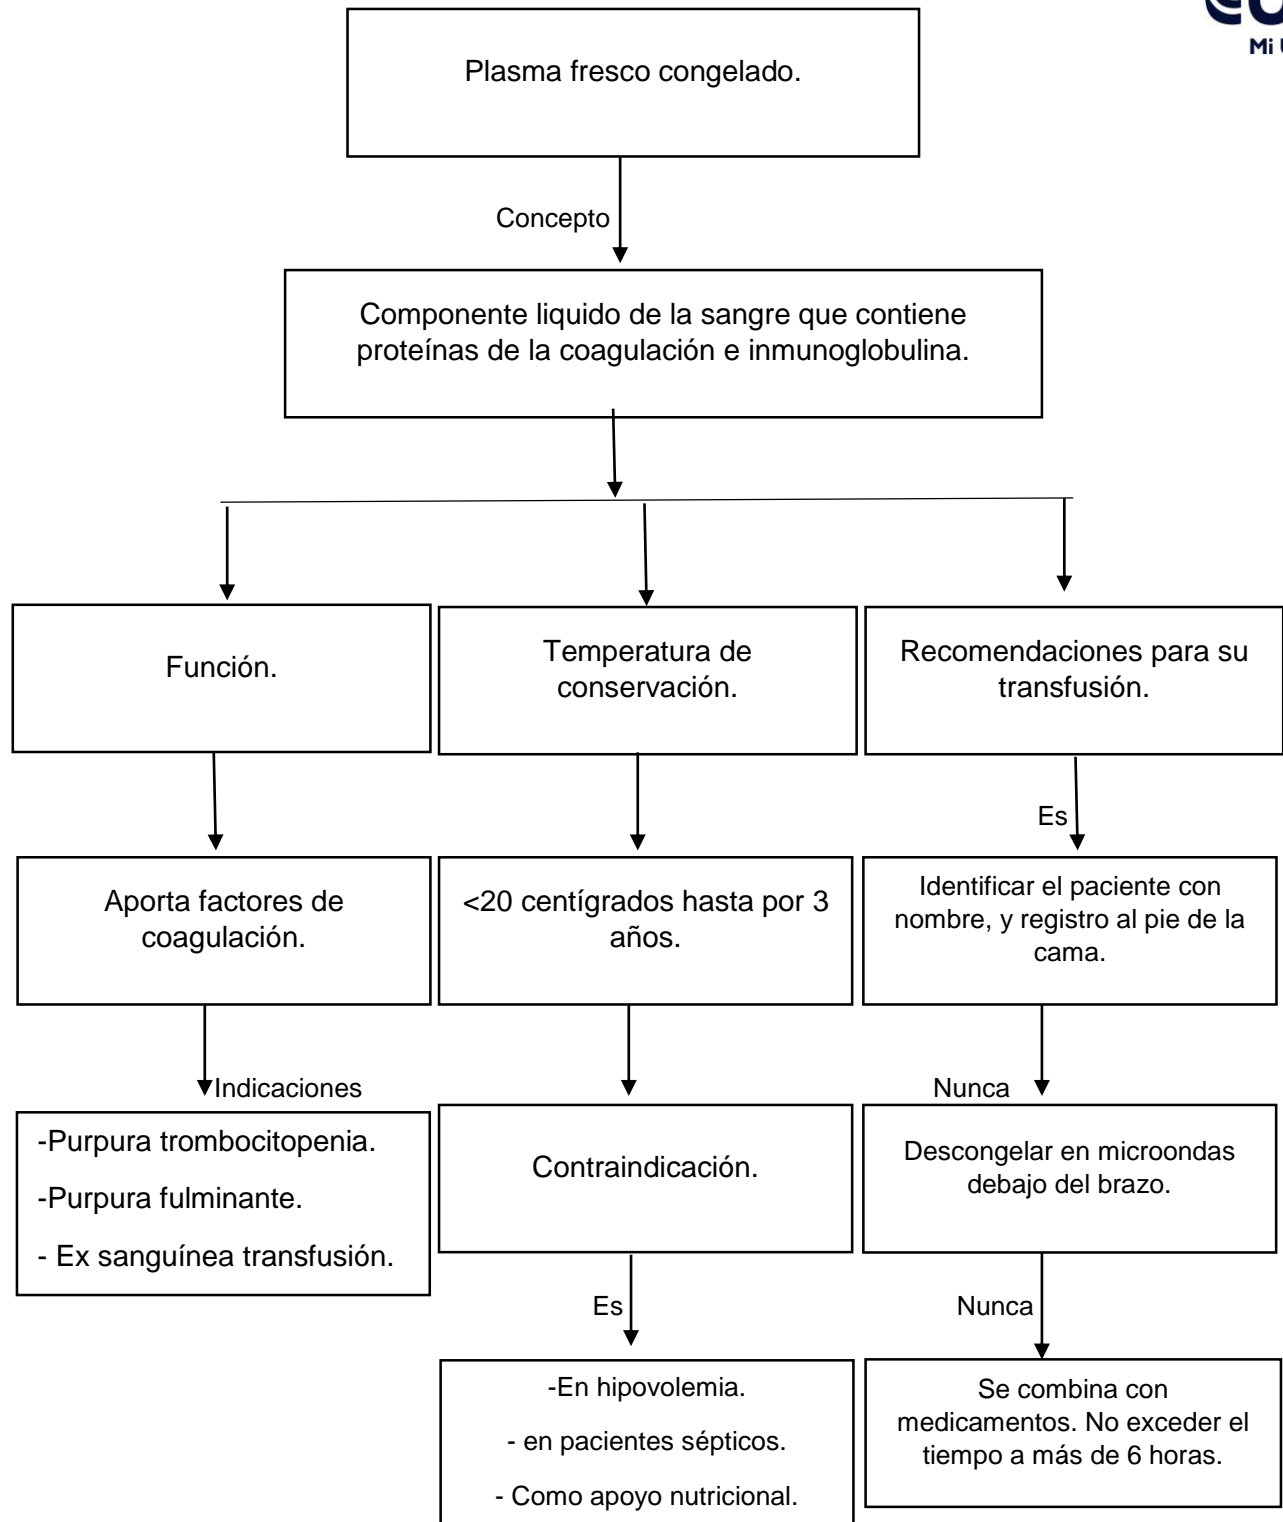 Mi
Plasma fresco congelado.
Concepto
Componente liquido de la sangre que contiene
proteínas de la coagulación e inmunoglobulina.
Función.
Temperatura de
conservación.
Recomendaciones para su
transfusión.
Aporta factores de
coagulación.
<20 centígrados hasta por 3
años.
Es
Identificar el paciente con
nombre, y registro al pie de la
cama.
Indicaciones
-Purpura trombocitopenia.
-Purpura fulminante.
- Ex sanguínea transfusión.
Contraindicación.
Nunca
Descongelar en microondas
debajo del brazo.
Es
-En hipovolemia.
- en pacientes sépticos.
- Como apoyo nutricional.
Nunca
Se combina con
medicamentos. No exceder el
tiempo a más de 6 horas.